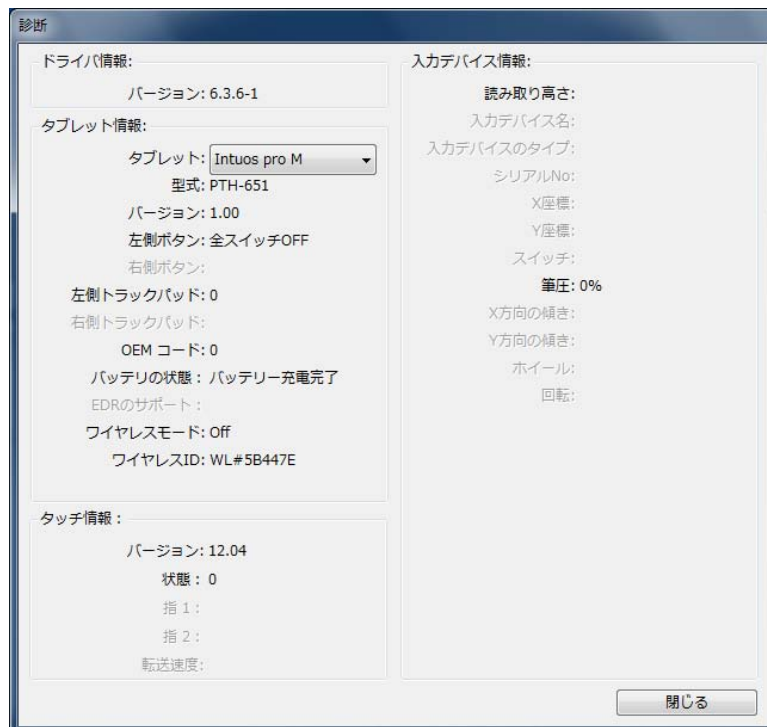 診断
ドライバ情報:
バージョン: 6.3.6-1
タブレット情報:
タブレット: Intuos pro M
型式: PTH-651
バージョン: 1.00
左側ボタン: 全スイッチOFF
右側ボタン:
左側トラックパッド: 0
右側トラックパッド:
OEM コード: 0
バッテリの状態 : バッテリー充電完了
EDRのサポート :
ワイヤレスモード: Off
ワイヤレスID: WL#5B447E
タッチ情報 :
バージョン: 12.04
状態 : 0
指 1 :
指 2 :
転送速度:
入力デバイス情報:
読み取り高さ:
入力デバイス名:
入力デバイスのタイプ:
シリアルNo:
X座標:
Y座標:
スイッチ:
筆圧: 0%
X方向の傾き:
Y方向の傾き:
ホイール:
回転:
閉じる